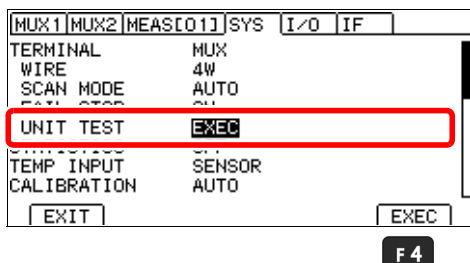 MUX1 MUX2 MEAS[01] SYS I/O IF
TERMINAL MUX
WIRE 4W
SCAN MODE AUTO
UNIT TEST EXEC
TEMP INPUT SENSOR
CALIBRATION AUTO
EXIT EXEC
F4